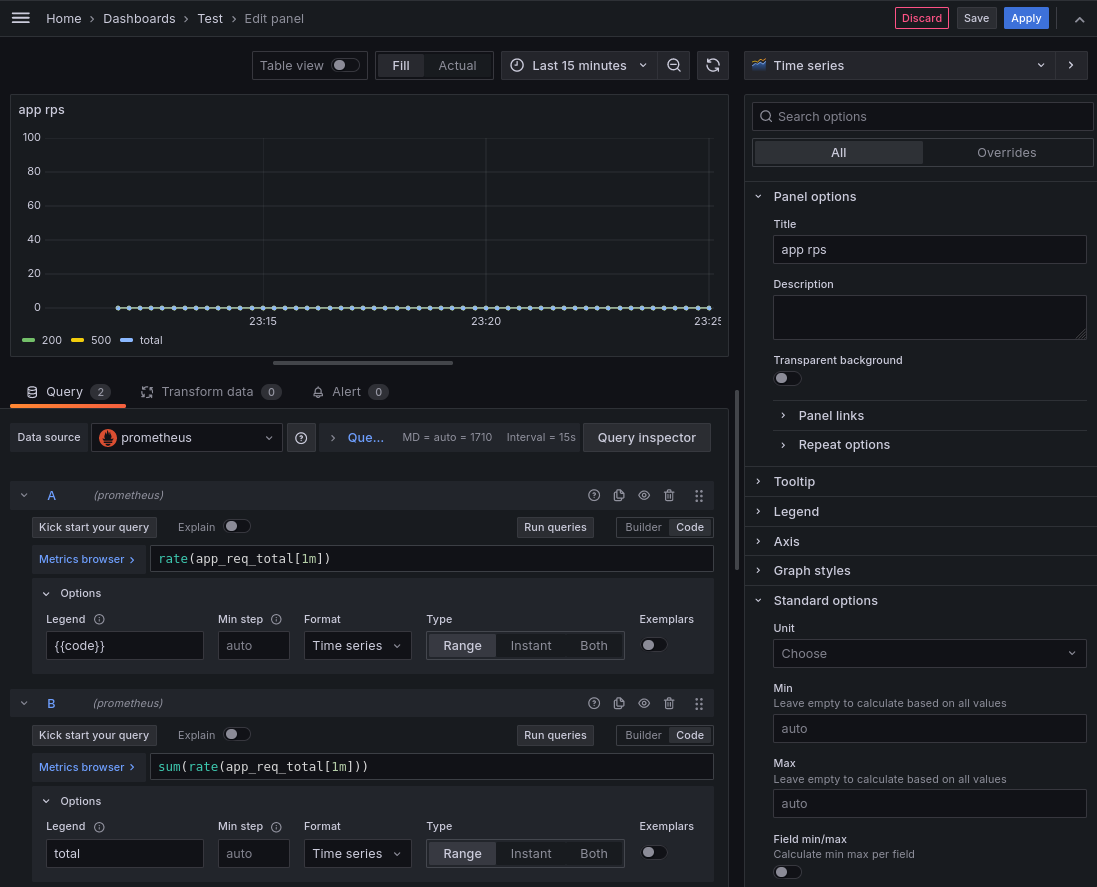 Home > Dashboards > Test > Edit panel
Discard Save Apply
Table view Fill Actual Last 15 minutes
Time series
app rps
100
80
60
40
20
0
23:15 23:20 23:25
200 500 total
Query 2 Transform data 0 Alert 0
Data source prometheus Que... MD = auto = 1710 Interval = 15s Query inspector
A (prometheus)
Kick start your query Explain Run queries Builder Code
Metrics browser > rate(app_req_total[1m])
Options
Legend Min step Format Type Exemplars
{{code}} auto Time series Range Instant Both
B (prometheus)
Kick start your query Explain Run queries Builder Code
Metrics browser > sum(rate(app_req_total[1m]))
Options
Legend Min step Format Type Exemplars
total auto Time series Range Instant Both
Search options
All Overrides
Panel options
Title
app rps
Description
Transparent background
Panel links
Repeat options
Tooltip
Legend
Axis
Graph styles
Standard options
Unit
Choose
Min
Leave empty to calculate based on all values
auto
Max
Leave empty to calculate based on all values
auto
Field min/max
Calculate min max per field